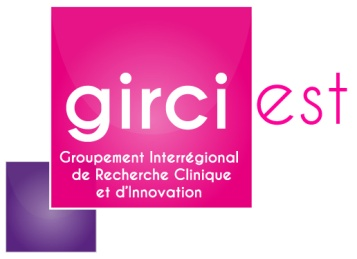 girci est
Groupement Interrégional
de Recherche Clinique
et d'Innovation